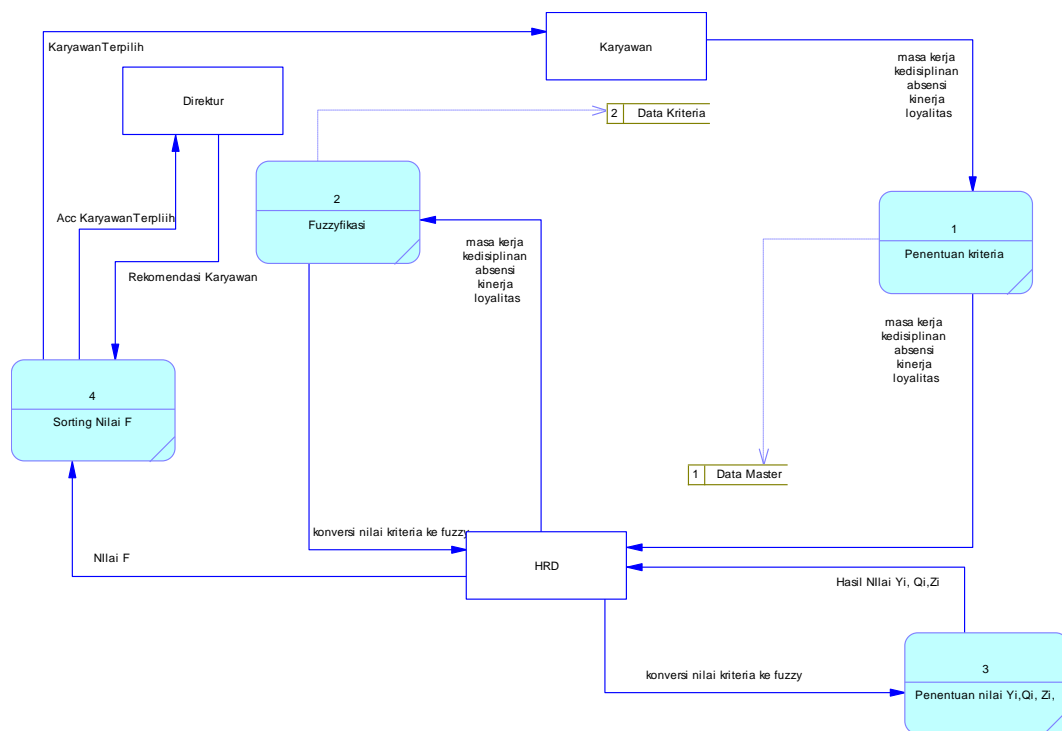 KaryawanTerpilih
Karyawan
masa kerja
kedisiplinan
absensi
kinerja
loyalitas
Direktur
2 Data Kriteria
2
Fuzzyfikasi
Acc KaryawanTerpliih
Rekomendasi Karyawan
masa kerja
kedisiplinan
absensi
kinerja
loyalitas
1
Penentuan kriteria
masa kerja
kedisiplinan
absensi
kinerja
loyalitas
4
Sorting Nilai F
1 Data Master
konversi nilai kriteria ke fuzzy
NIlai F
HRD
Hasil NIlai Yi, Qi,Zi
konversi nilai kriteria ke fuzzy
3
Penentuan nilai Yi,Qi, Zi,